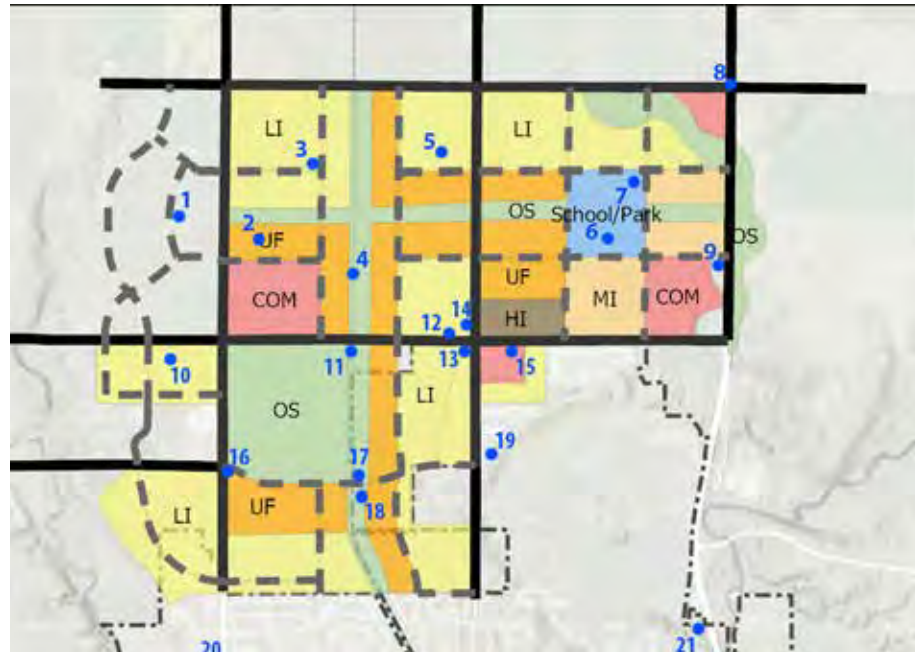 8
LI
3
5
LI
7
1
OS
School/Park
2
UF
6
OS
4
9
COM
UF
MI
COM
14
HI
12
11
13
15
10
LI
OS
19
16
17
18
LI
UF
20
21